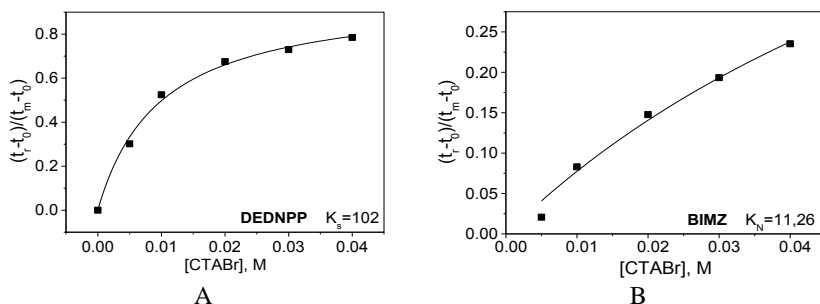 (t_r-t_0)/(t_m-t_0)
0.8
0.6
0.4
0.2
0.0
DEDNPP K_s=102
0.00 0.01 0.02 0.03 0.04
[CTABr], M
A
(t_r-t_0)/(t_m-t_0)
0.25
0.20
0.15
0.10
0.05
0.00
BIMZ K_N=11,26
0.00 0.01 0.02 0.03 0.04
[CTABr], M
B